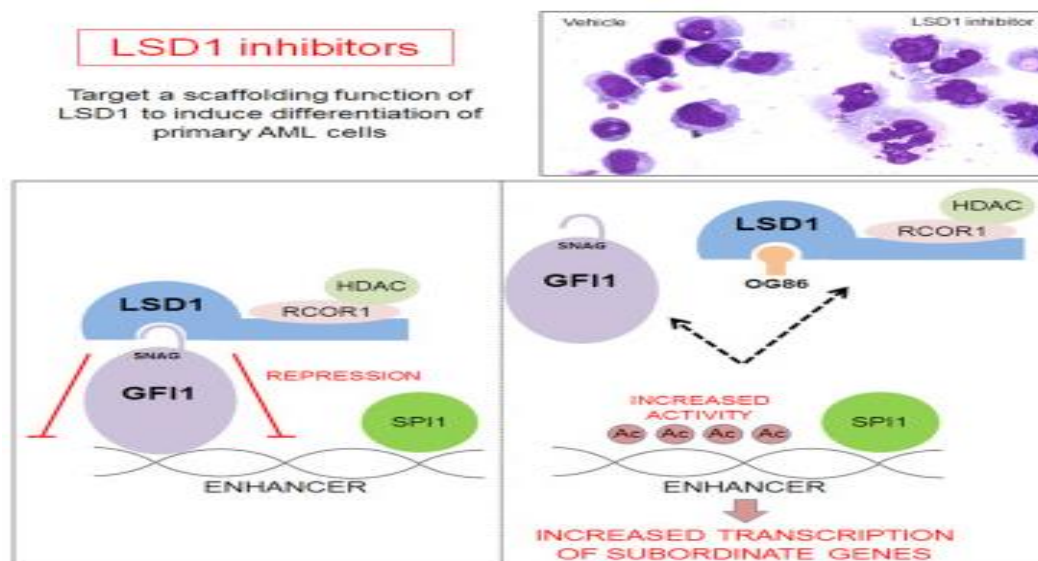 LSD1 inhibitors
Target a scaffolding function of
LSD1 to induce differentiation of
primary AML cells
Vehicle
LSD1 inhibitor
HDAC
LSD1
RCOR1
SNAG
GFI1
REPRESSION
SPI1
ENHANCER
HDAC
LSD1
RCOR1
SNAG
GFI1
OG86
INCREASED
ACTIVITY
Ac Ac Ac Ac
SPI1
ENHANCER
INCREASED TRANSCRIPTION
OF SUBORDINATE GENES